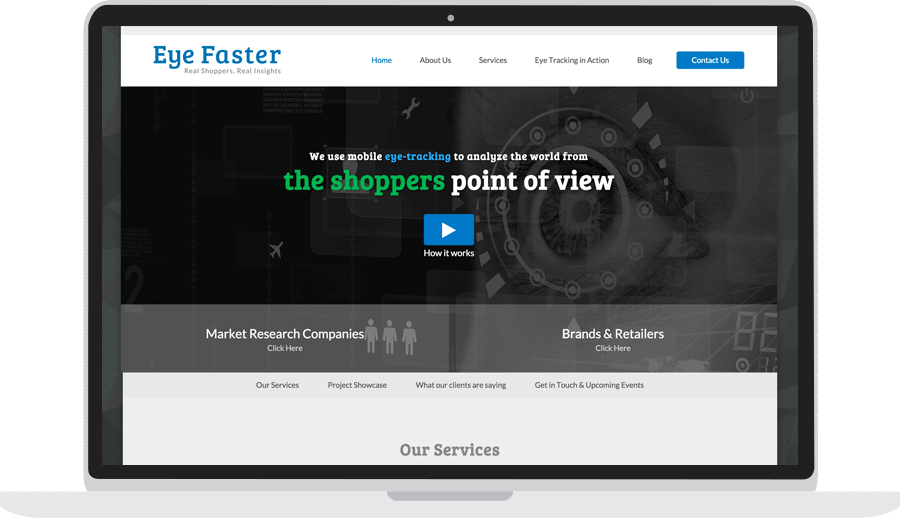 Eye Faster
Real Shoppers, Real Insights
Home
About Us
Services
Eye Tracking in Action
Blog
Contact Us
We use mobile eye-tracking to analyze the world from
the shoppers point of view
How it works
Market Research Companies
Click Here
Brands & Retailers
Click Here
Our Services
Project Showcase
What our clients are saying
Get in Touch & Upcoming Events
Our Services